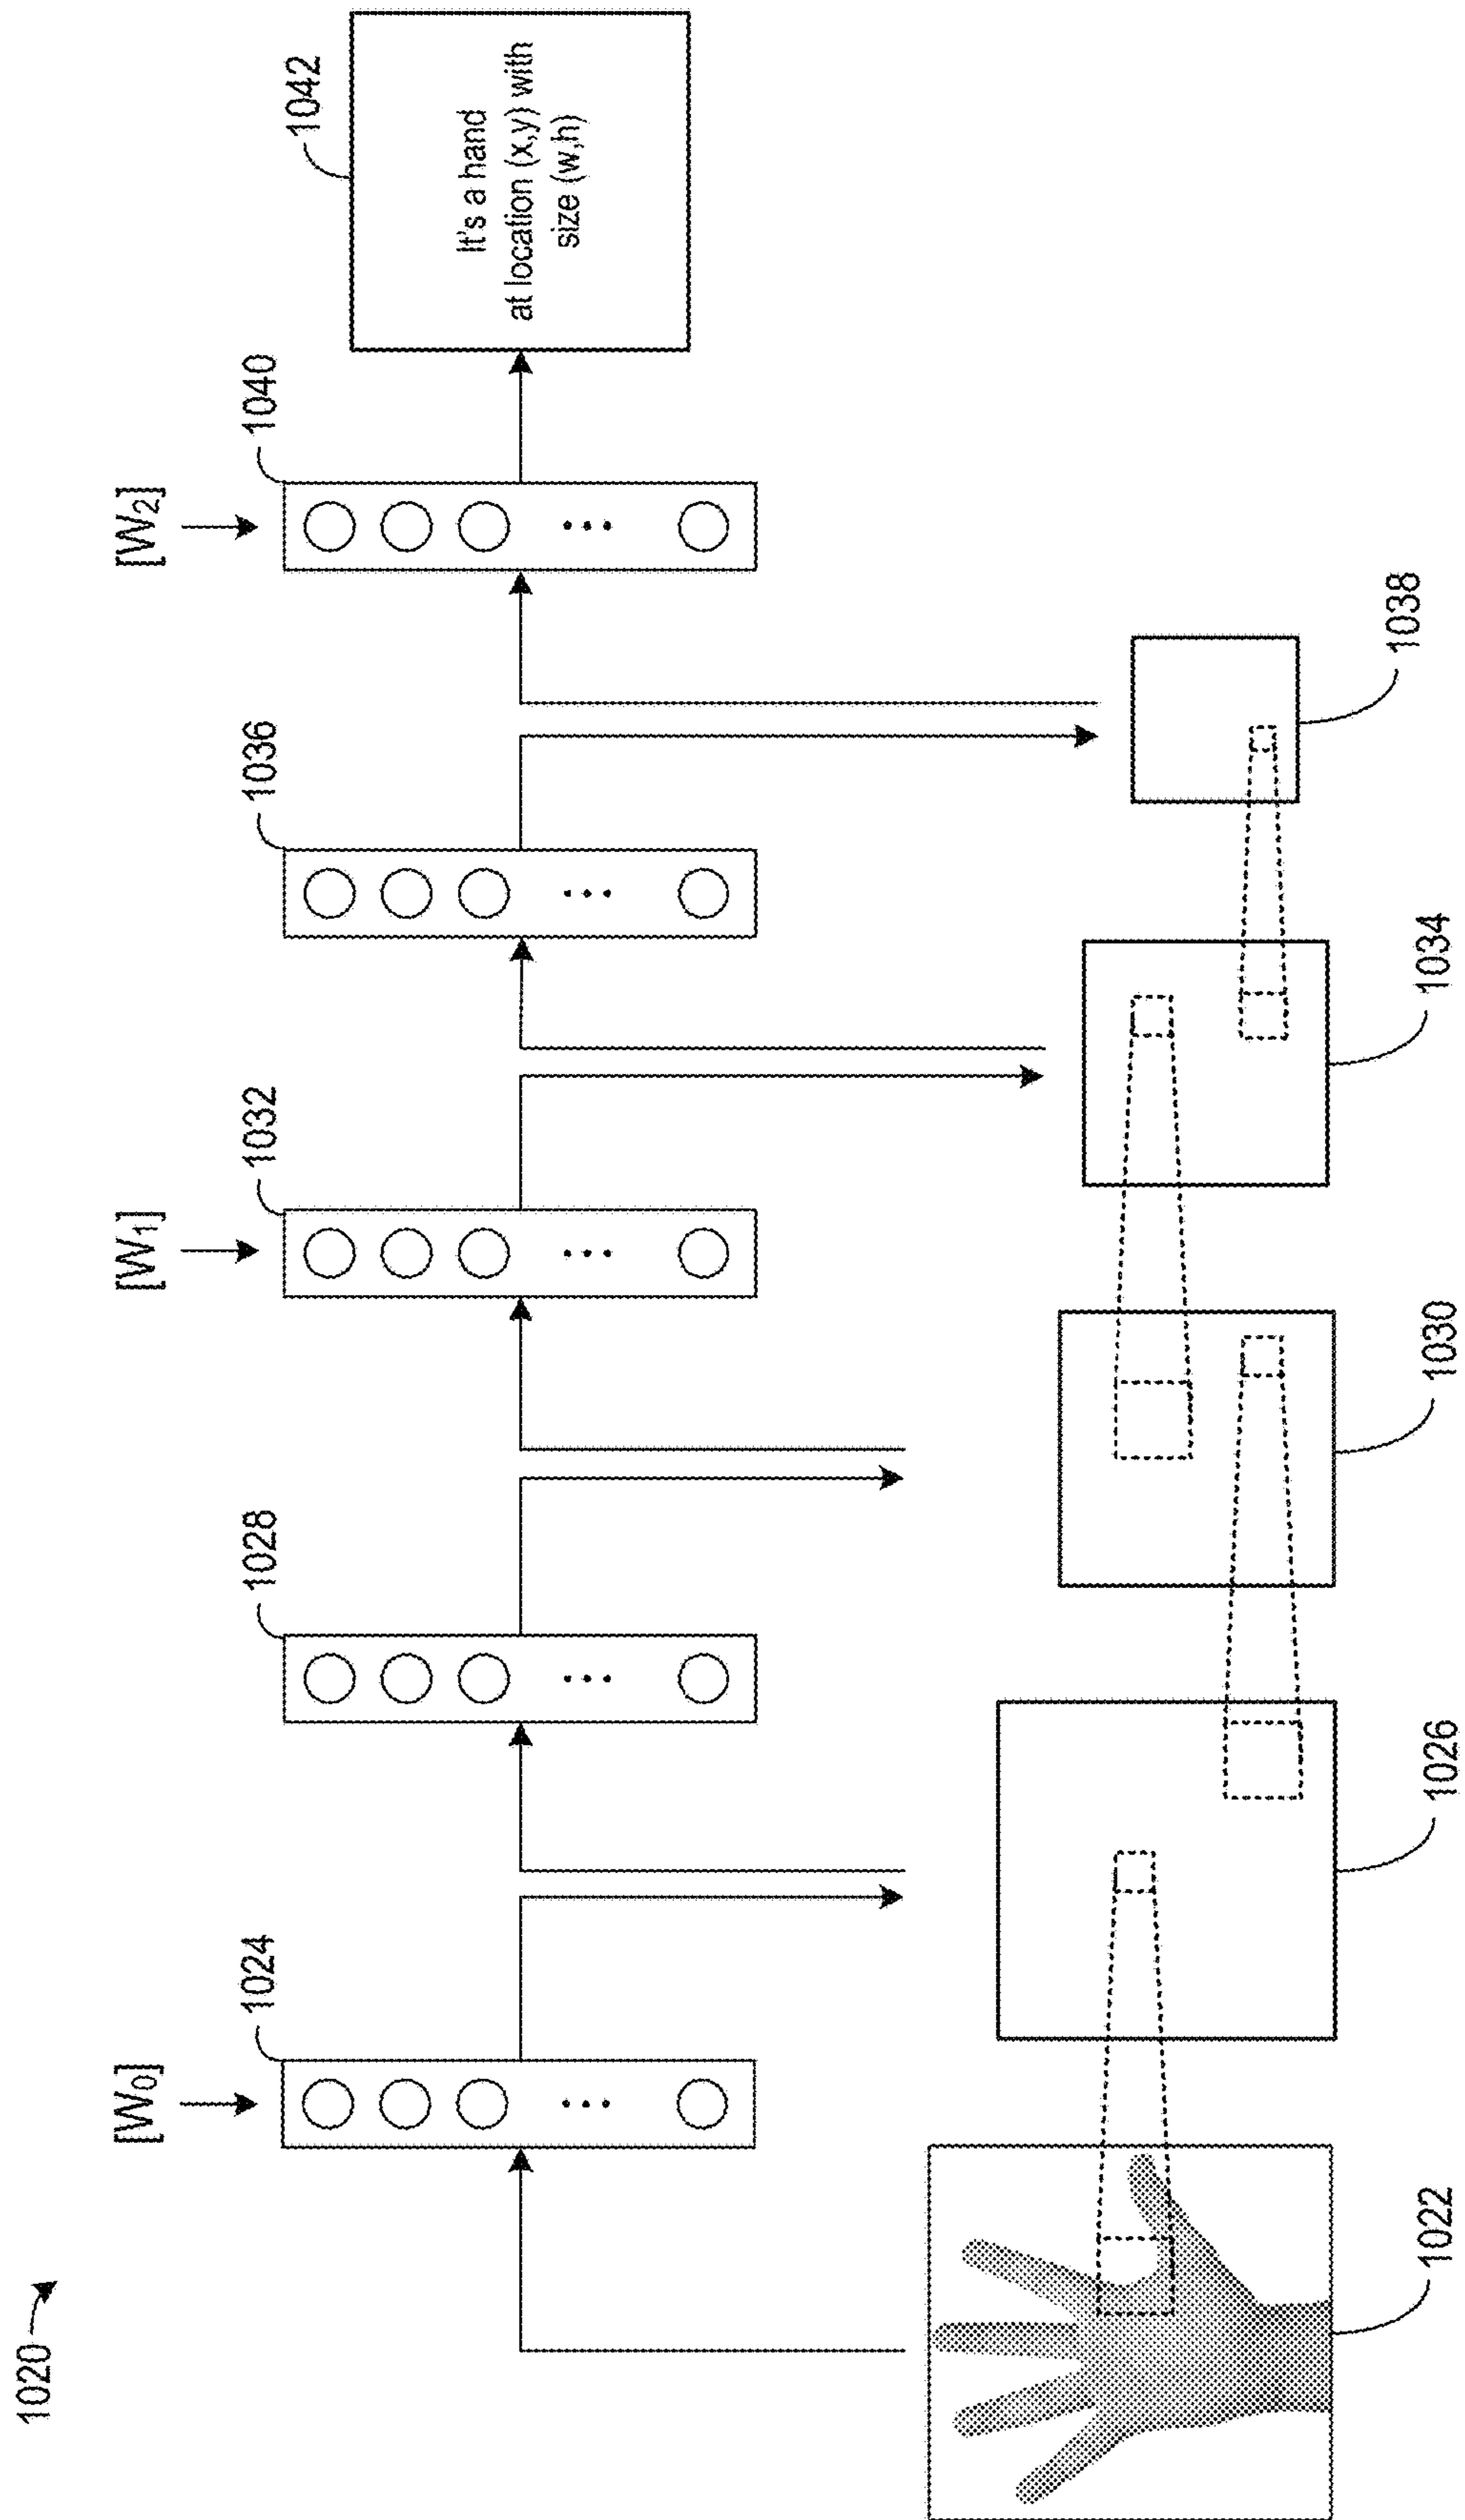 1020
[W0]
[W1]
[W2]
1024
1028
1032
1036
1040
1042
It's a hand
at location (x,y) with
size (w,h)
1022
1026
1030
1034
1038